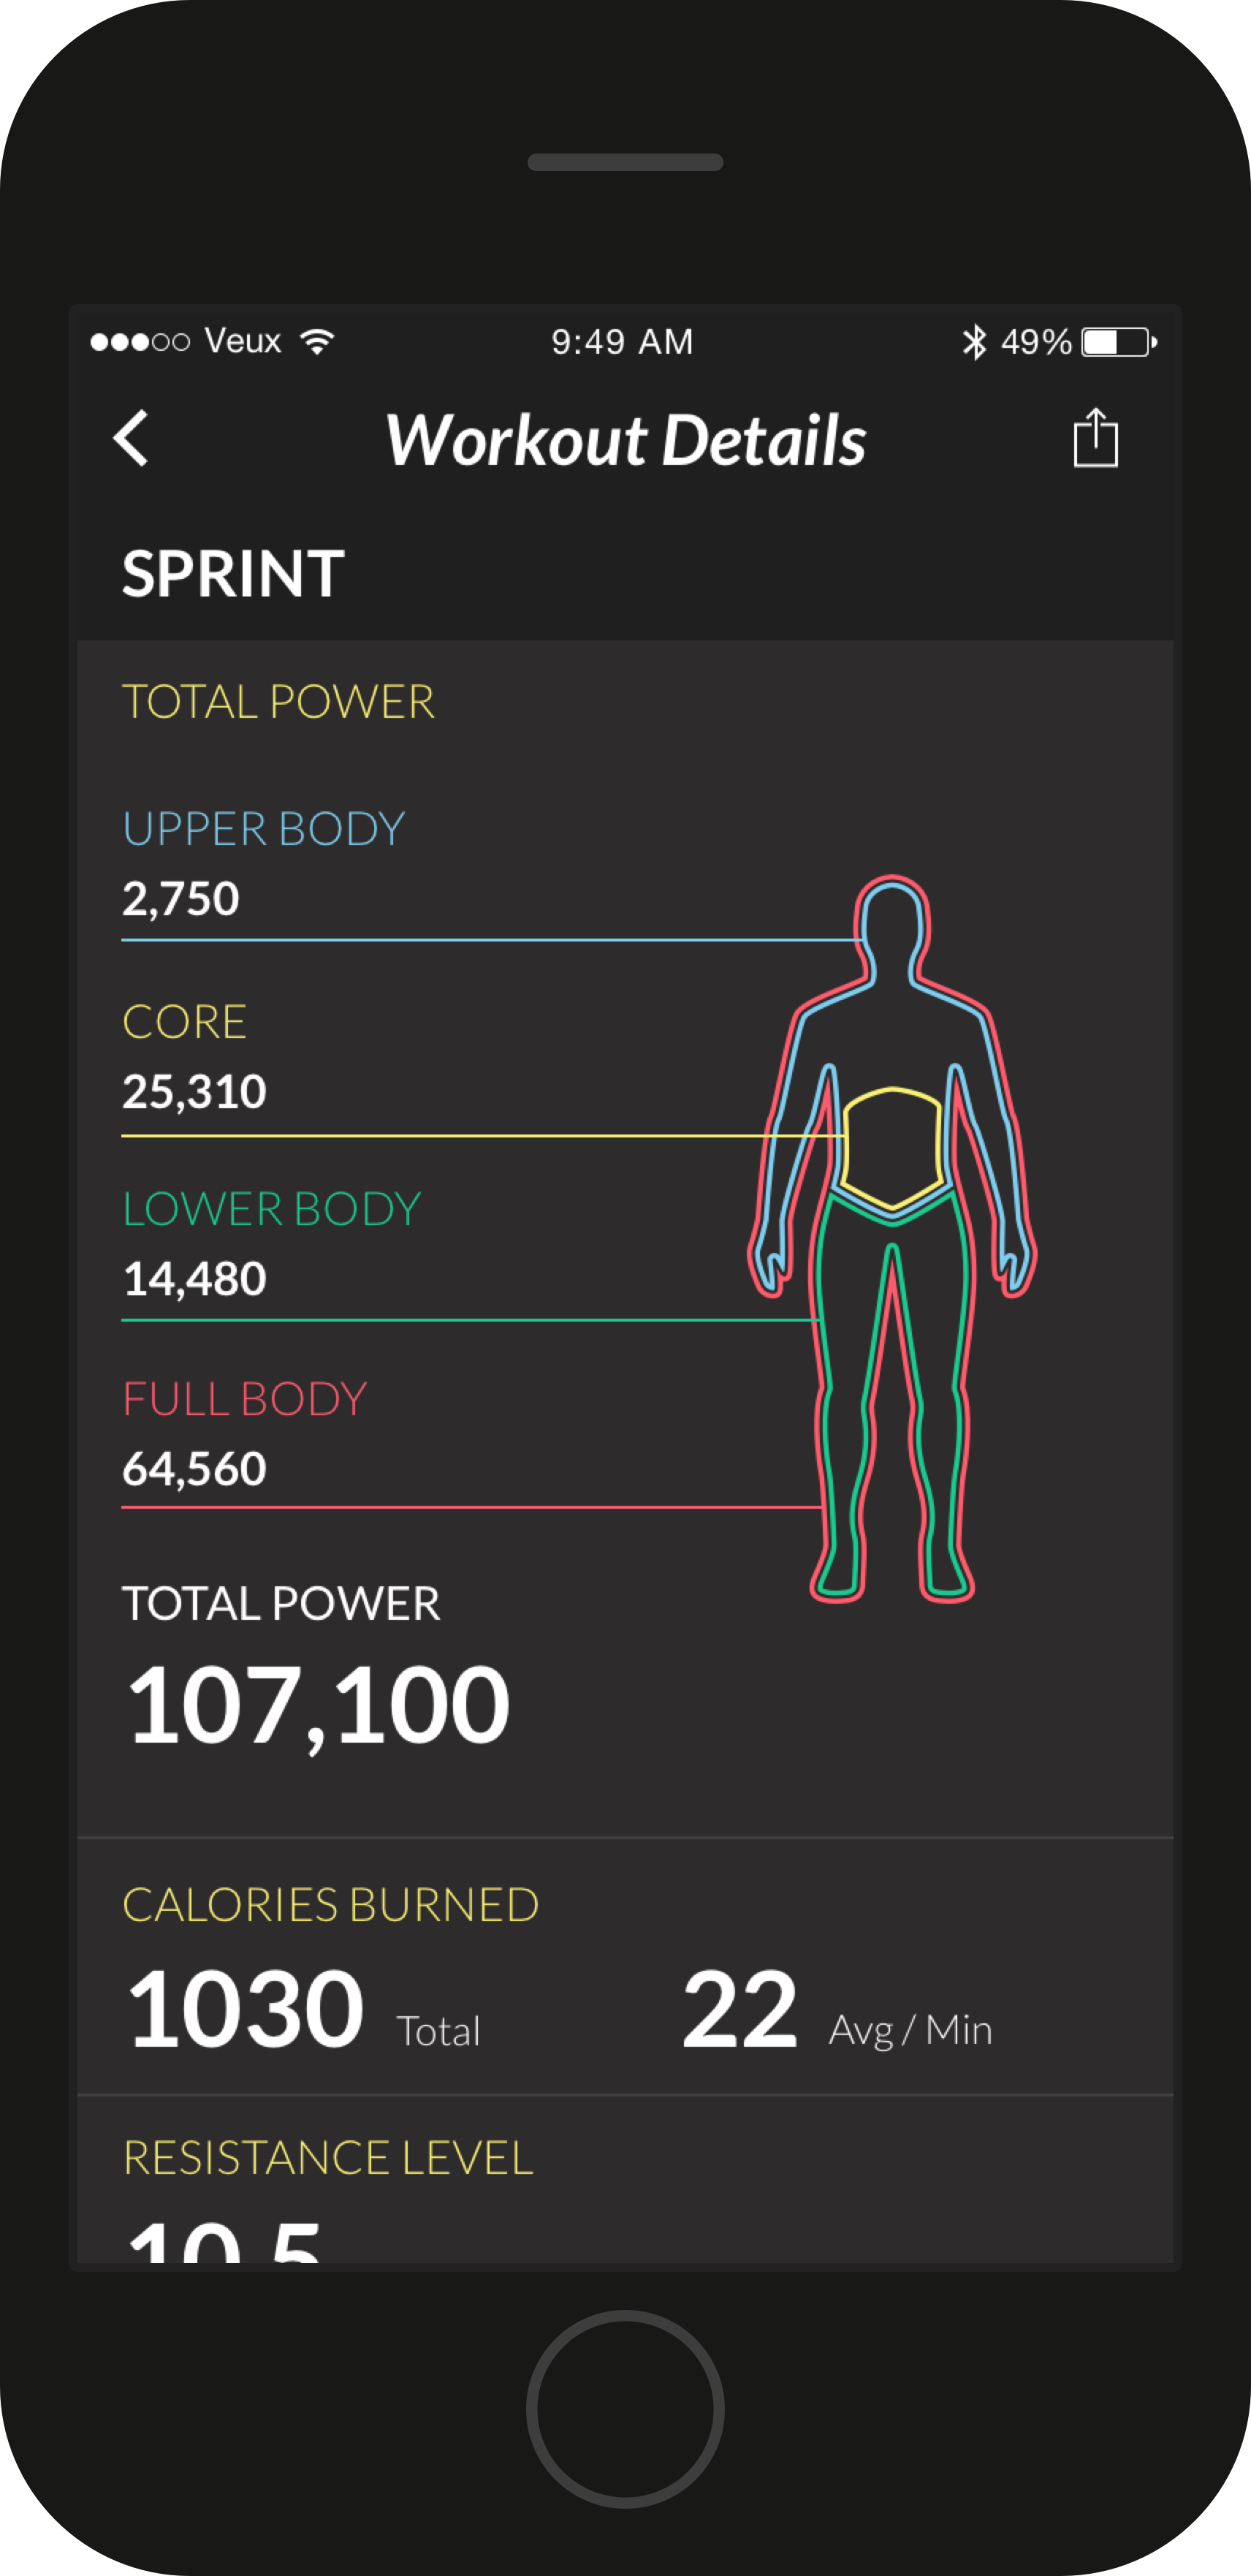 Veux 9:49 AM 49%
Workout Details
SPRINT
TOTAL POWER
UPPER BODY
2,750
CORE
25,310
LOWER BODY
14,480
FULL BODY
64,560
TOTAL POWER
107,100
CALORIES BURNED
1030 Total 22 Avg / Min
RESISTANCE LEVEL
10.5